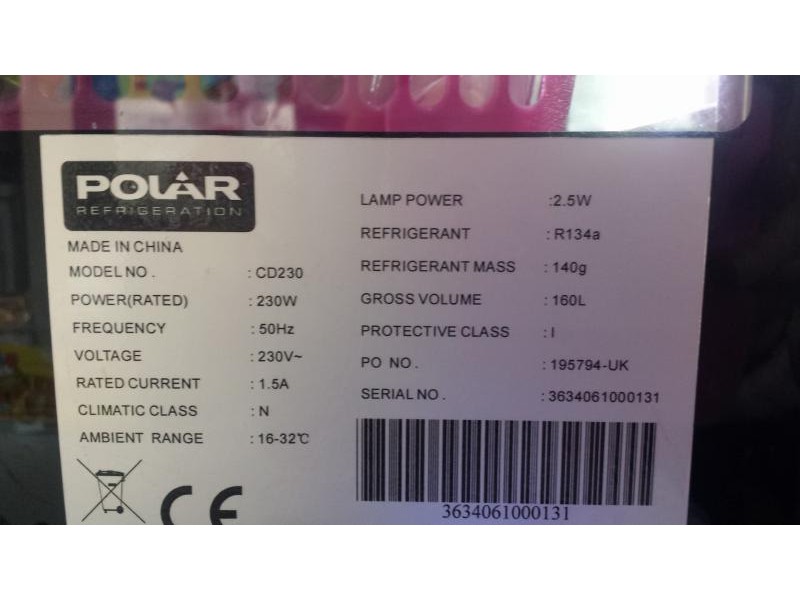 POLAR
REFRIGERATION
MADE IN CHINA
MODEL NO. : CD230
POWER(RATED) : 230W
FREQUENCY : 50Hz
VOLTAGE : 230V~
RATED CURRENT : 1.5A
CLIMATIC CLASS : N
AMBIENT RANGE : 16-32℃
CE
LAMP POWER :2.5W
REFRIGERANT : R134a
REFRIGERANT MASS : 140g
GROSS VOLUME : 160L
PROTECTIVE CLASS : I
PO NO. : 195794-UK
SERIAL NO. : 3634061000131
3634061000131